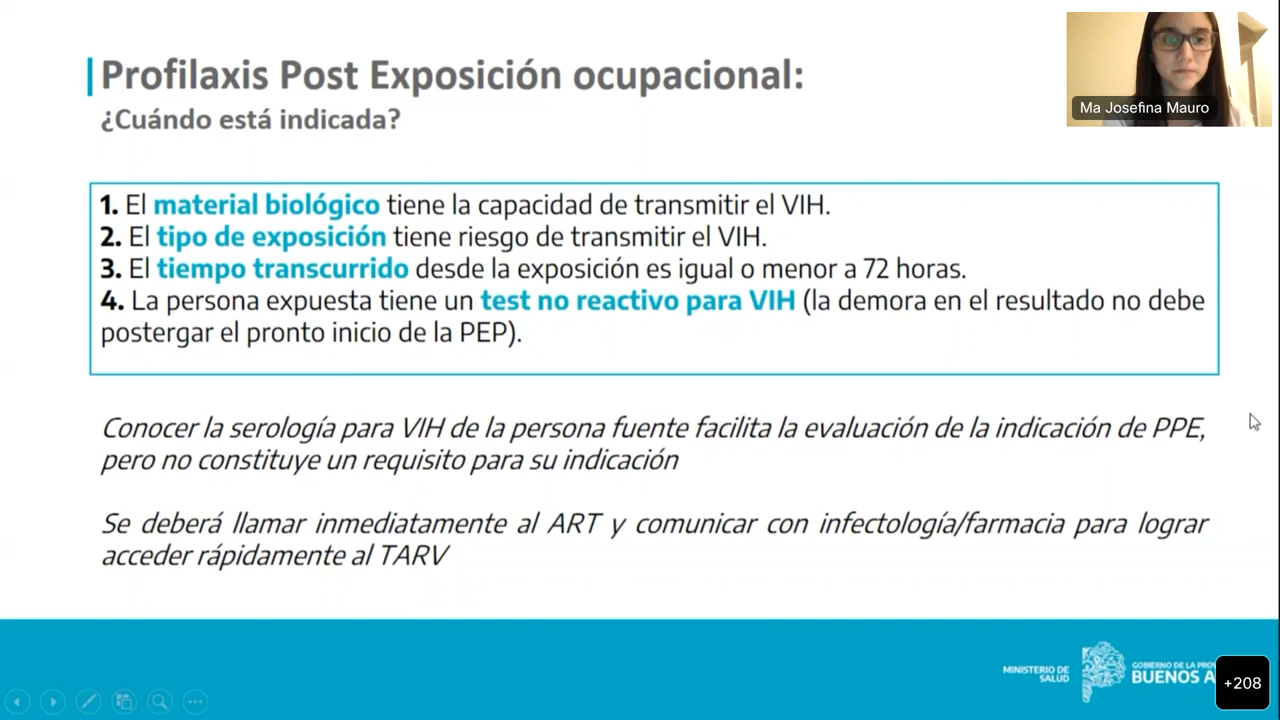 Profilaxis Post Exposición ocupacional:
¿Cuándo está indicada?
Ma Josefina Mauro
1. El material biológico tiene la capacidad de transmitir el VIH.
2. El tipo de exposición tiene riesgo de transmitir el VIH.
3. El tiempo transcurrido desde la exposición es igual o menor a 72 horas.
4. La persona expuesta tiene un test no reactivo para VIH (la demora en el resultado no debe
postergar el pronto inicio de la PEP).
Conocer la serología para VIH de la persona fuente facilita la evaluación de la indicación de PPE,
pero no constituye un requisito para su indicación
Se deberá llamar inmediatamente al ART y comunicar con infectología/farmacia para lograr
acceder rápidamente al TARV
MINISTERIO DE
SALUD
GOBIERNO DE LA
BUENOS
+208